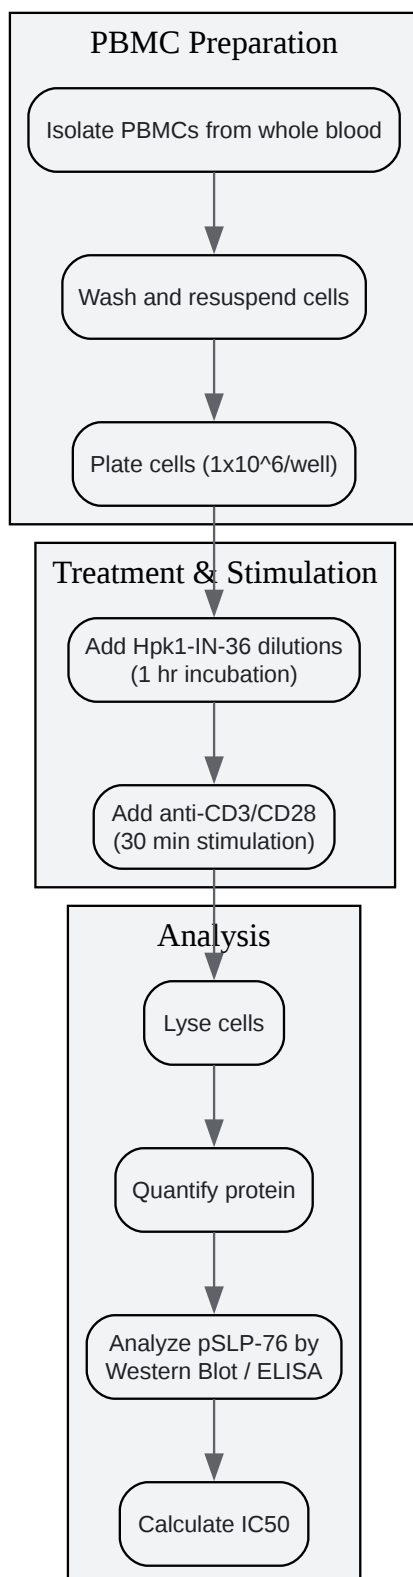 PBMC Preparation
Isolate PBMCs from whole blood
Wash and resuspend cells
Plate cells (1x10^6/well)
Treatment & Stimulation
Add Hpk1-IN-36 dilutions
(1 hr incubation)
Add anti-CD3/CD28
(30 min stimulation)
Analysis
Lyse cells
Quantify protein
Analyze pSLP-76 by
Western Blot / ELISA
Calculate IC50